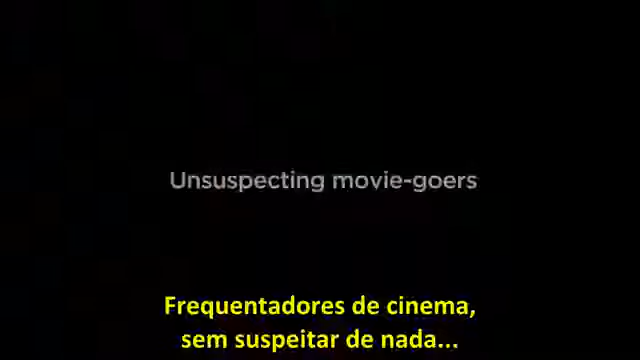 Unsuspecting movie-goers
Frequentadores de cinema,
sem suspeitar de nada...